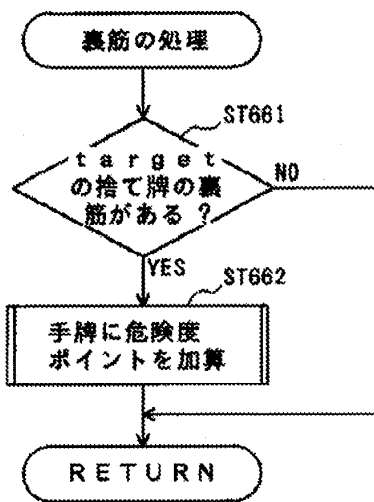 裏筋の処理
ST661
target
の捨て牌の裏
筋がある?
NO
YES
ST662
手牌に危険度
ポイントを加算
RETURN